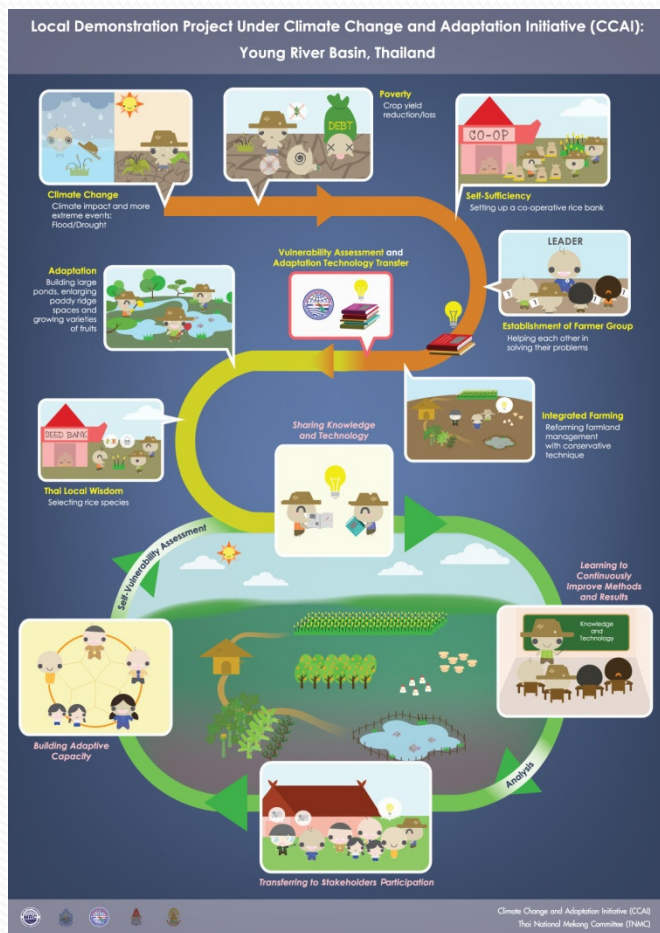 Local Demonstration Project Under Climate Change and Adaptation Initiative (CCAI):
Young River Basin, Thailand
Climate Change
Climate impact and more
extreme events:
Flood/Drought
DEBT
Poverty
Crop yield
reduction/loss
CO-OP
Self-Sufficiency
Setting up a co-operative rice bank
LEADER
Establishment of Farmer Group
Helping each other in
solving their problems
Integrated Farming
Reforming farmland
management
with conservative
technique
Vulnerability Assessment and
Adaptation Technology Transfer
Adaptation
Building large
ponds, enlarging
paddy ridge
spaces and
growing varieties
of fruits
SEED BANK
Thai Local Wisdom
Selecting rice species
Sharing Knowledge
and Technology
Learning to
Continuously
Improve Methods
and Results
Knowledge
and
Technology
Analysis
Transferring to Stakeholders Participation
Building Adaptive
Capacity
Self-Vulnerability Assessment
Climate Change and Adaptation Initiative (CCAI)
Thai National Mekong Committee (TNMC)